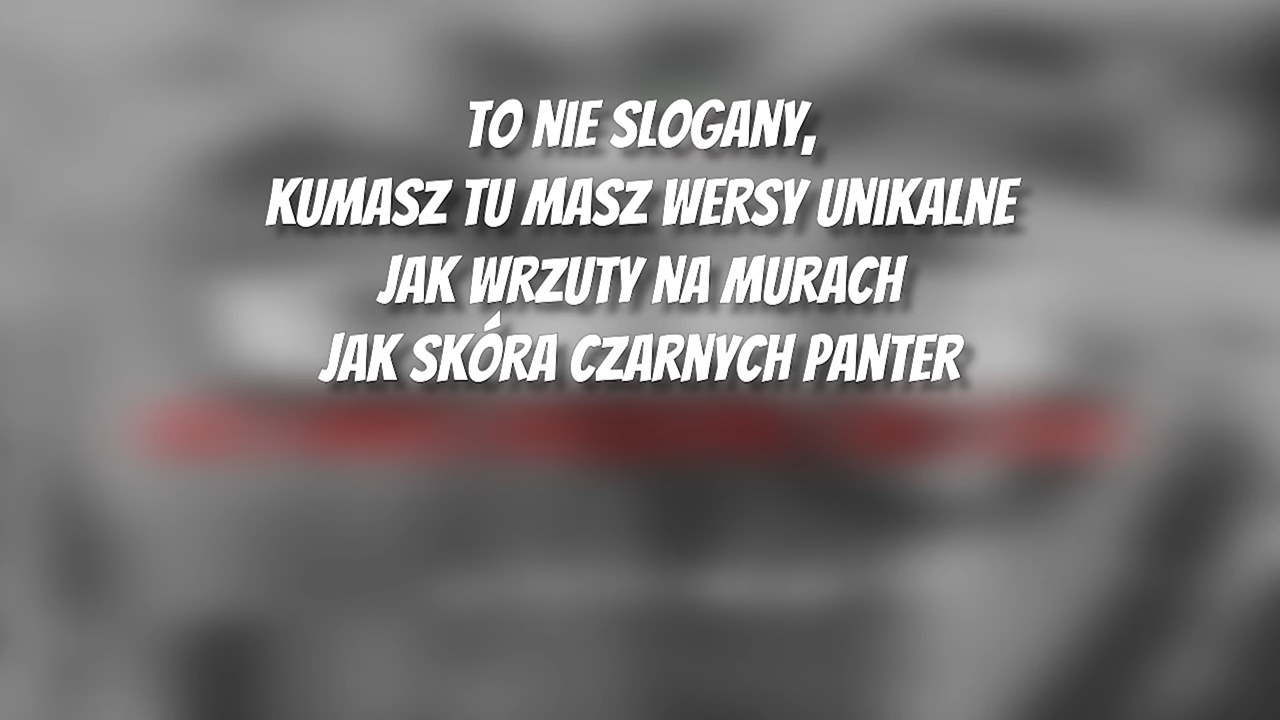 TO NIE SLOGANY,
KUMASZ TU MASZ WERSY UNIKALNE
JAK WRZUTY NA MURACH
JAK SKÓRA CZARNYCH PANTER